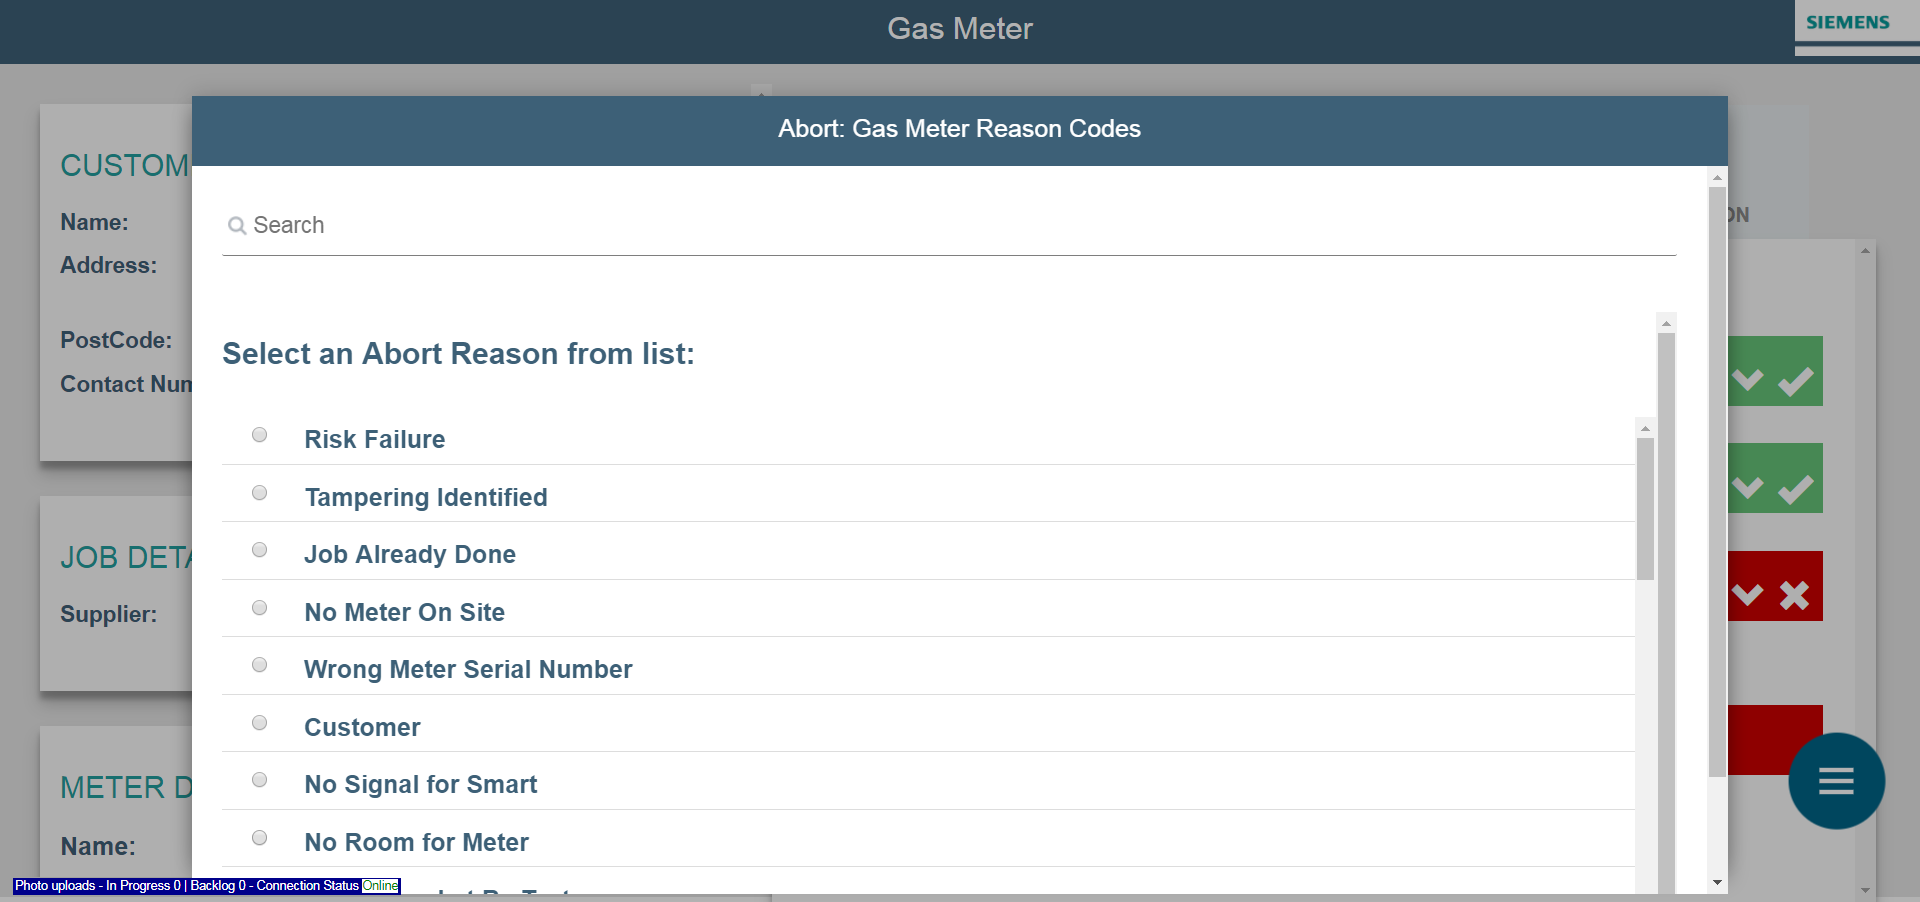 Gas Meter
SIEMENS
Abort: Gas Meter Reason Codes
CUSTOM
Name:
Address:
PostCode:
Contact Num
JOB DETA
Supplier:
METER D
Name:
Search
Select an Abort Reason from list:
Risk Failure
Tampering Identified
Job Already Done
No Meter On Site
Wrong Meter Serial Number
Customer
No Signal for Smart
No Room for Meter
ON
Photo uploads - In Progress 0 | Backlog 0 - Connection Status Online